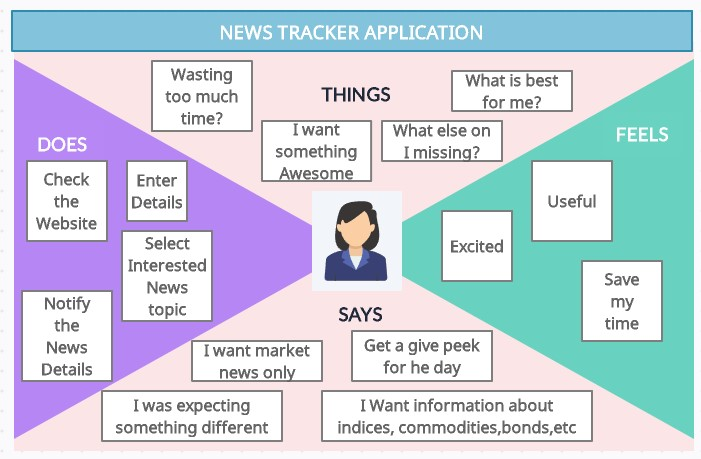 NEWS TRACKER APPLICATION
THINGS
Wasting
too much
time?
I want
something
Awesome
What else on
I missing?
What is best
for me?
DOES
Check
the
Website
Enter
Details
Select
Interested
News
topic
Notify
the
News
Details
FEELS
Useful
Excited
Save
my
time
SAYS
I want market
news only
Get a give peek
for he day
I was expecting
something different
I Want information about
indices, commodities,bonds,etc